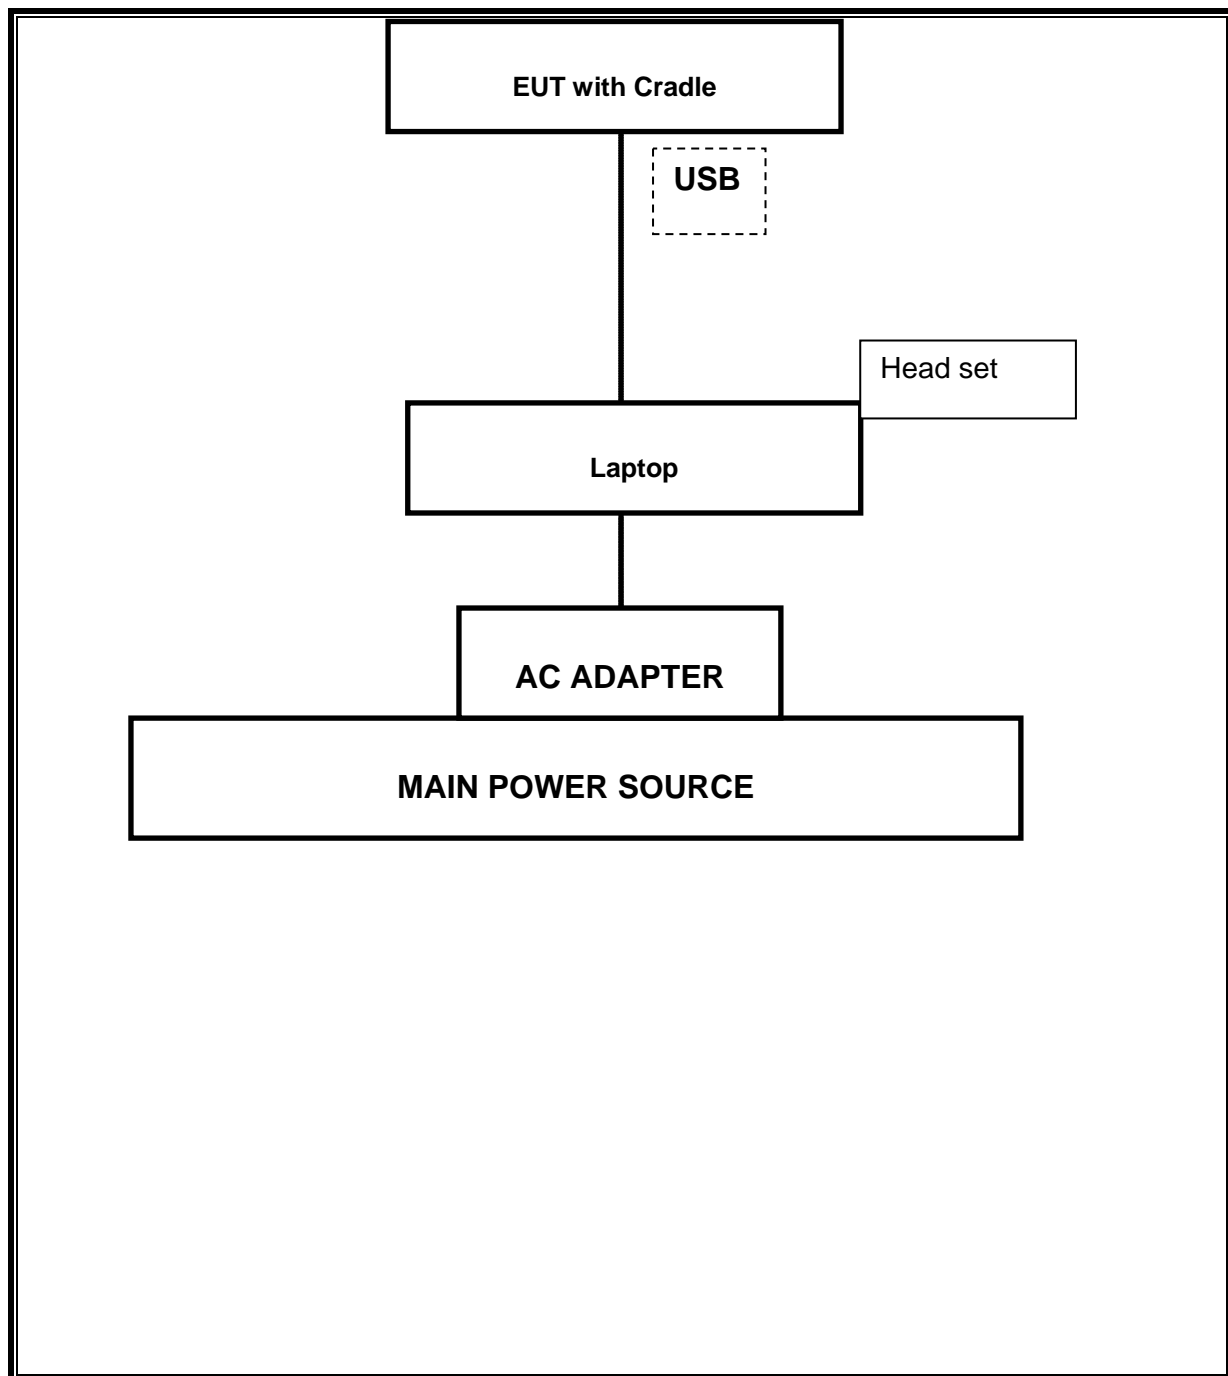 EUT with Cradle
USB
Head set
Laptop
AC ADAPTER
MAIN POWER SOURCE